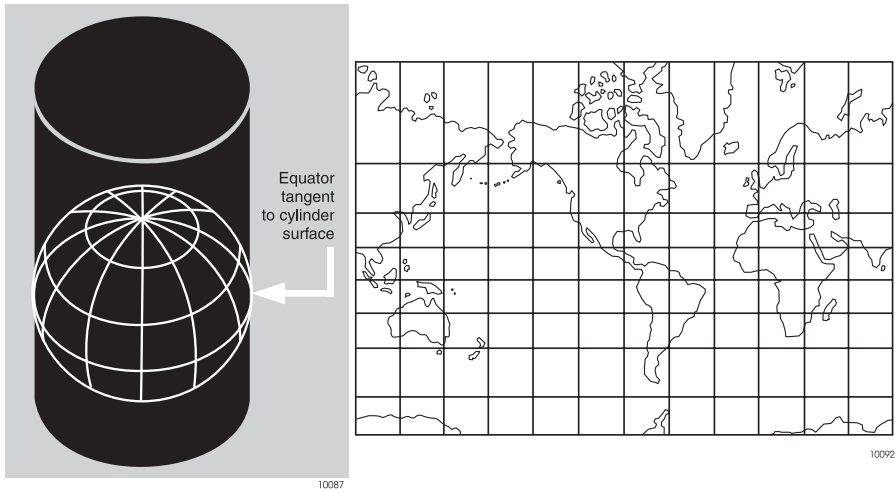 Equator
tangent
to cylinder
surface
10087
10092